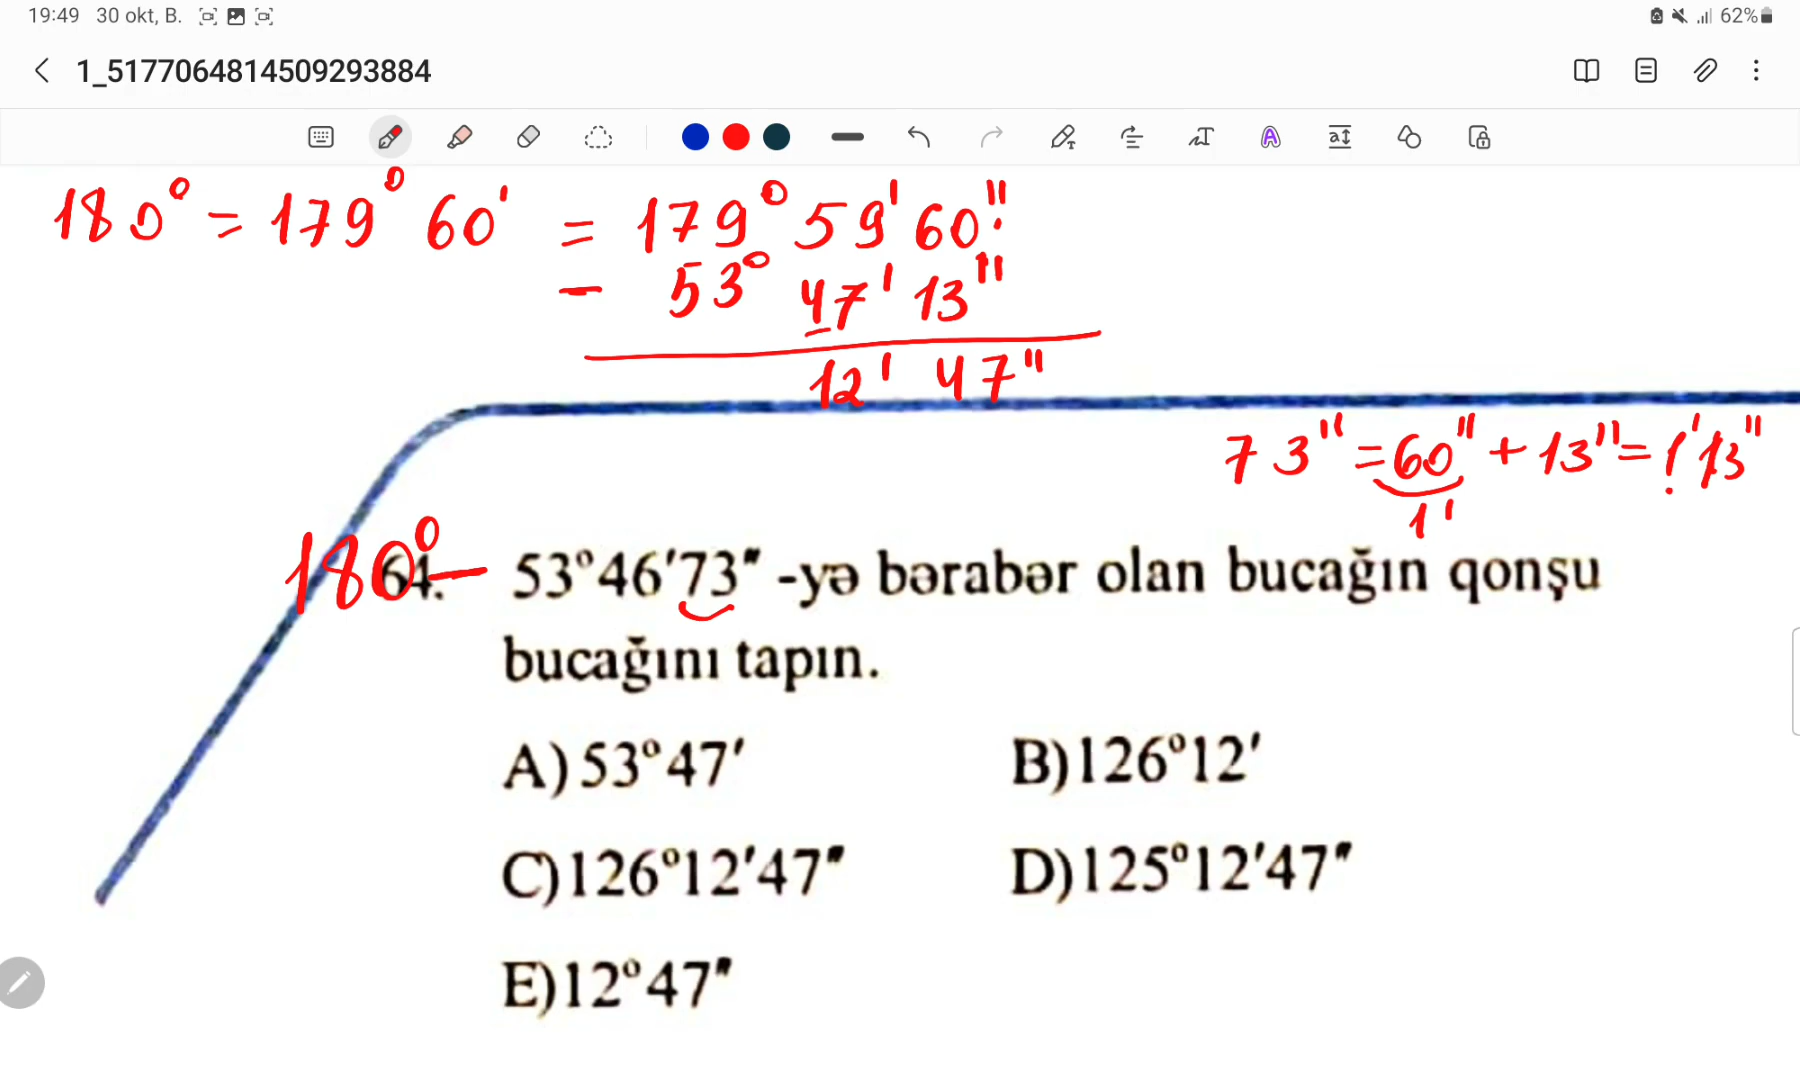 19:49 30 okt, B. 62%
1_5177064814509293884
180° = 179° 60' = 179° 59' 60"
- 53° 47' 13"
12' 47"
73" = 60" + 13" = 1' 13"
1'
180° -
64. 53°46'73" -yə bərabər olan bucağın qonşu
bucağını tapın.
A) 53°47' B) 126°12'
C) 126°12'47" D) 125°12'47"
E) 12°47"